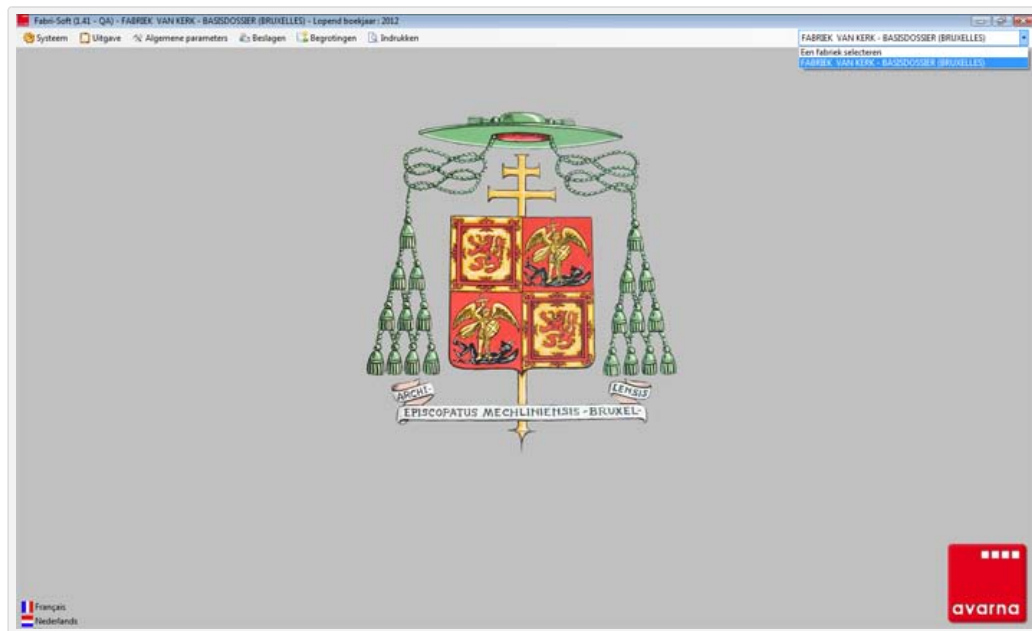 Fabri-Soft (1.41 - QA) - FABRIEK VAN KERK - BASISDOSSIER (BRUXELLES) - Lopend boekjaar : 2012
Systeem Uitgave Algemene parameters Beslagen Begrotingen Indrukken
FABRIEK VAN KERK - BASISDOSSIER (BRUXELLES)
Een fabriek selecteren
FABRIEK VAN KERK - BASISDOSSIER (BRUXELLES)
ARCHI- LENSIS
EPISCOPATUS MECHLINIENSIS - BRUXEL-
avarna
Français
Nederlands